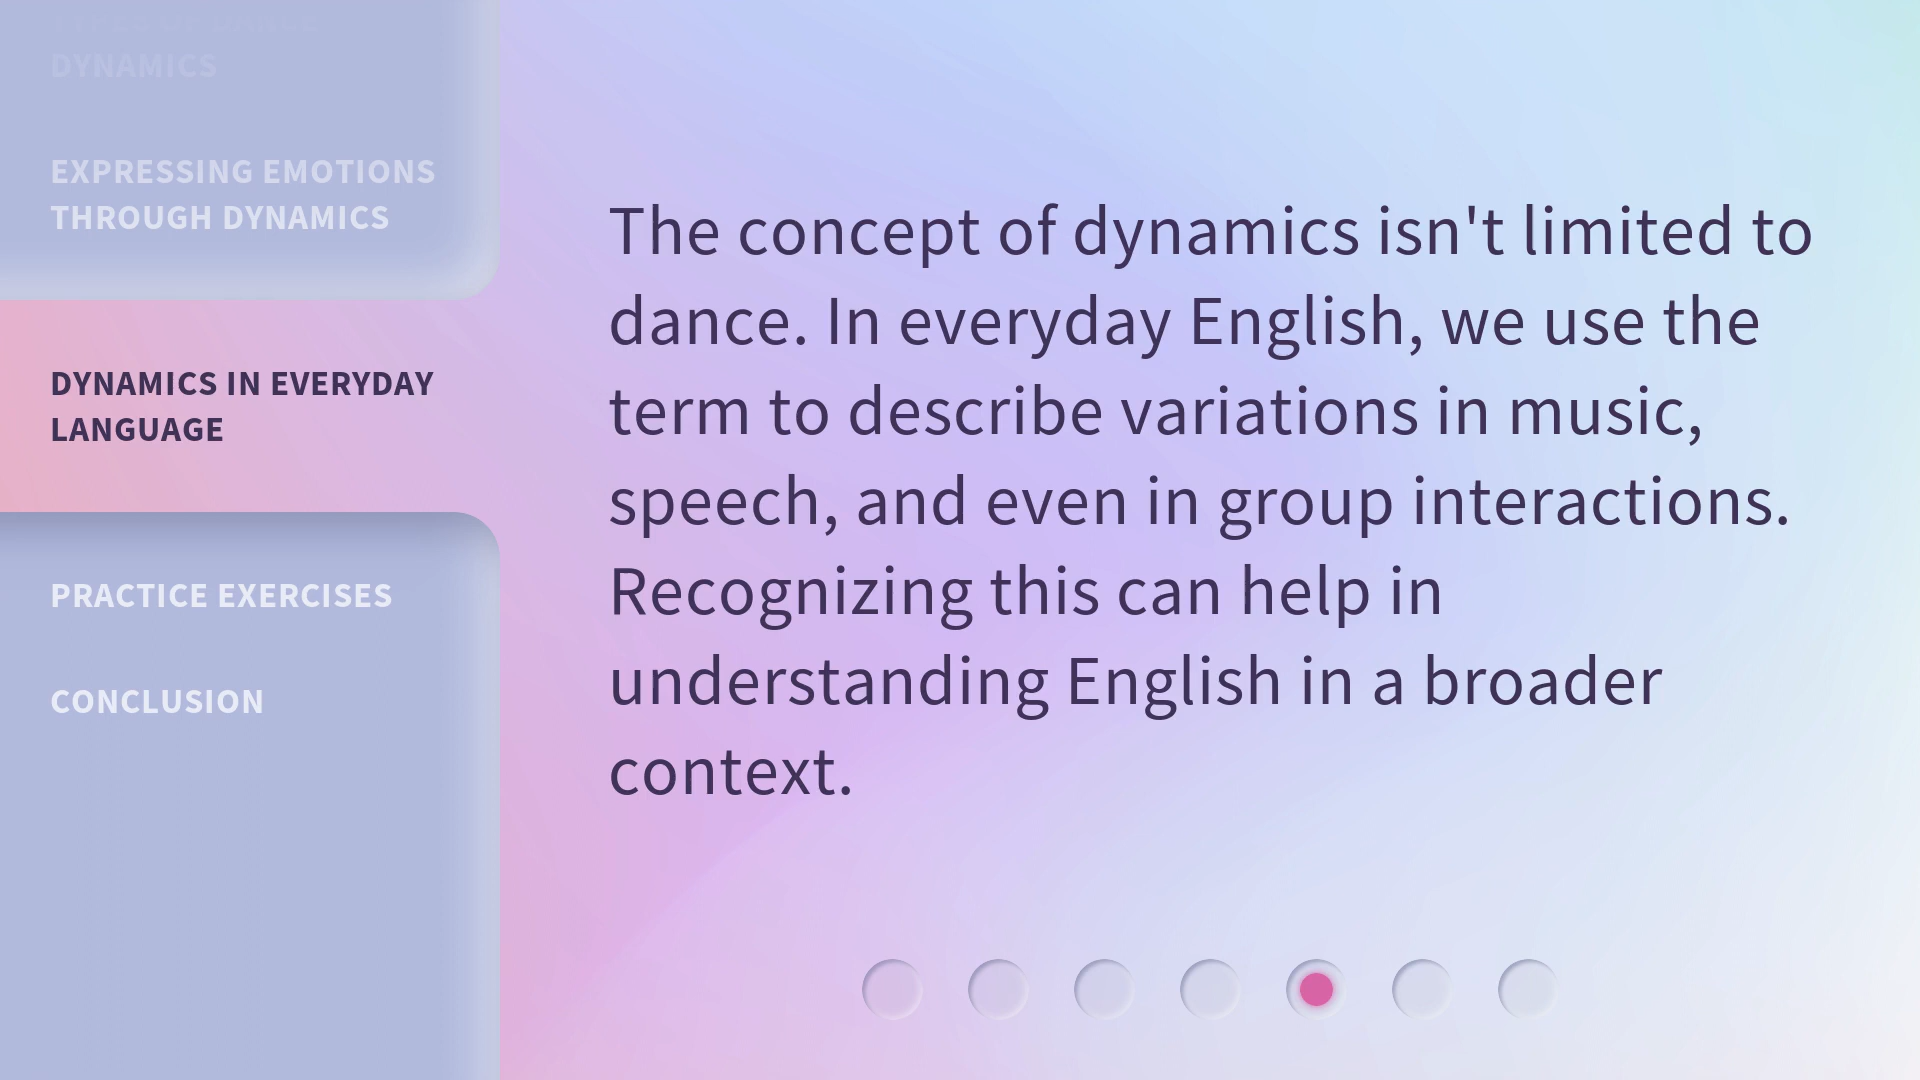 DYNAMICS
EXPRESSING EMOTIONS
THROUGH DYNAMICS
DYNAMICS IN EVERYDAY
LANGUAGE
PRACTICE EXERCISES
CONCLUSION
The concept of dynamics isn't limited to
dance. In everyday English, we use the
term to describe variations in music,
speech, and even in group interactions.
Recognizing this can help in
understanding English in a broader
context.